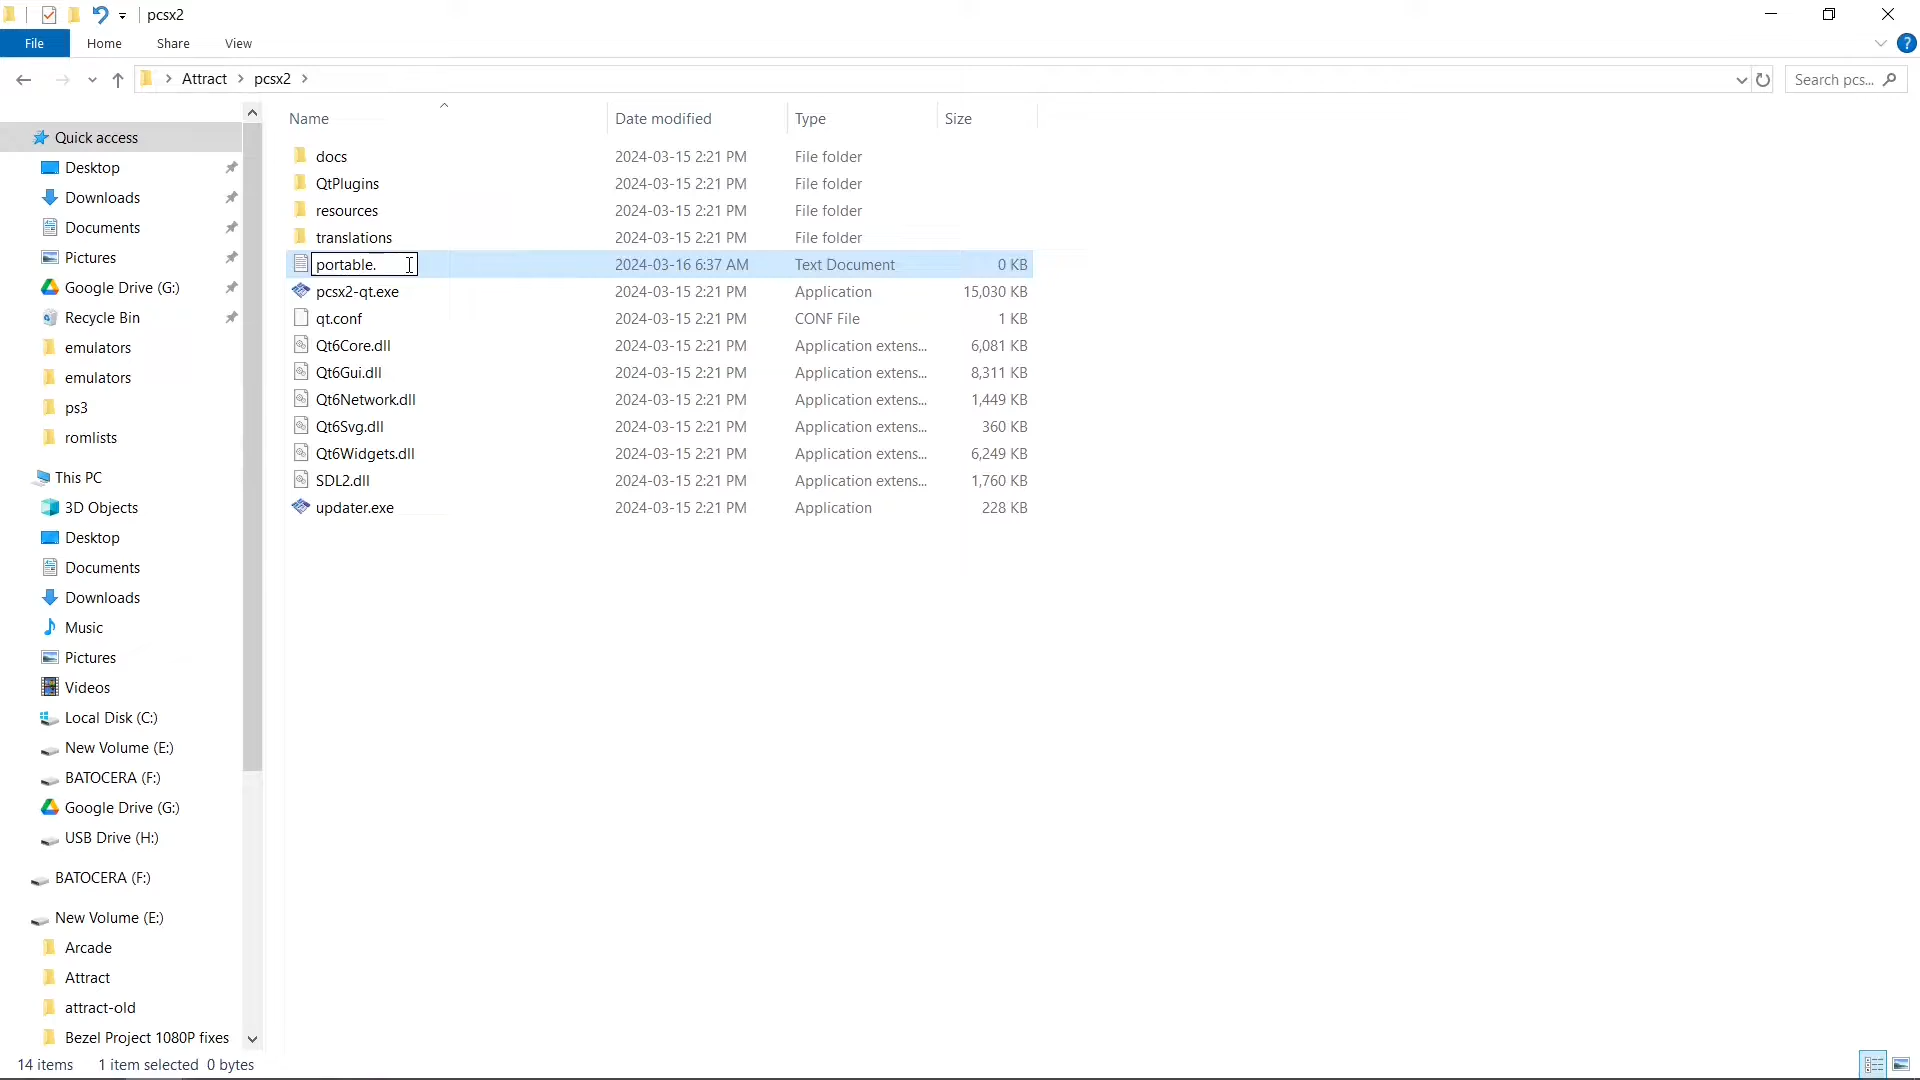 pcsx2
File Home Share View
Attract pcsx2
Search pcs...
Name Date modified Type Size
docs 2024-03-15 2:21 PM File folder
QtPlugins 2024-03-15 2:21 PM File folder
resources 2024-03-15 2:21 PM File folder
translations 2024-03-15 2:21 PM File folder
portable. 2024-03-16 6:37 AM Text Document 0 KB
pcsx2-qt.exe 2024-03-15 2:21 PM Application 15,030 KB
qt.conf 2024-03-15 2:21 PM CONF File 1 KB
Qt6Core.dll 2024-03-15 2:21 PM Application extens... 6,081 KB
Qt6Gui.dll 2024-03-15 2:21 PM Application extens... 8,311 KB
Qt6Network.dll 2024-03-15 2:21 PM Application extens... 1,449 KB
Qt6Svg.dll 2024-03-15 2:21 PM Application extens... 360 KB
Qt6Widgets.dll 2024-03-15 2:21 PM Application extens... 6,249 KB
SDL2.dll 2024-03-15 2:21 PM Application extens... 1,760 KB
updater.exe 2024-03-15 2:21 PM Application 228 KB
Quick access
Desktop
Downloads
Documents
Pictures
Google Drive (G:)
Recycle Bin
emulators
emulators
ps3
romlists
This PC
3D Objects
Desktop
Documents
Downloads
Music
Pictures
Videos
Local Disk (C:)
New Volume (E:)
BATOCERA (F:)
Google Drive (G:)
USB Drive (H:)
BATOCERA (F:)
New Volume (E:)
Arcade
Attract
attract-old
Bezel Project 1080P fixes
14 items 1 item selected 0 bytes